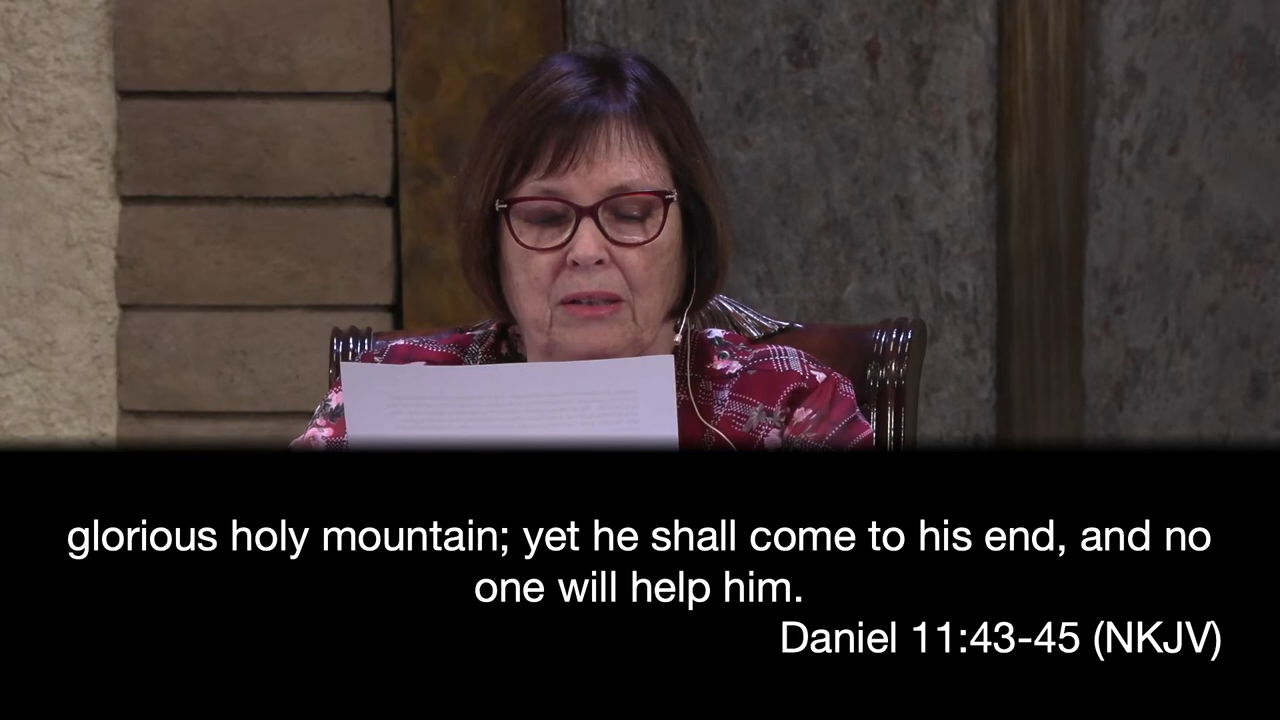 glorious holy mountain; yet he shall come to his end, and no
one will help him.
Daniel 11:43-45 (NKJV)